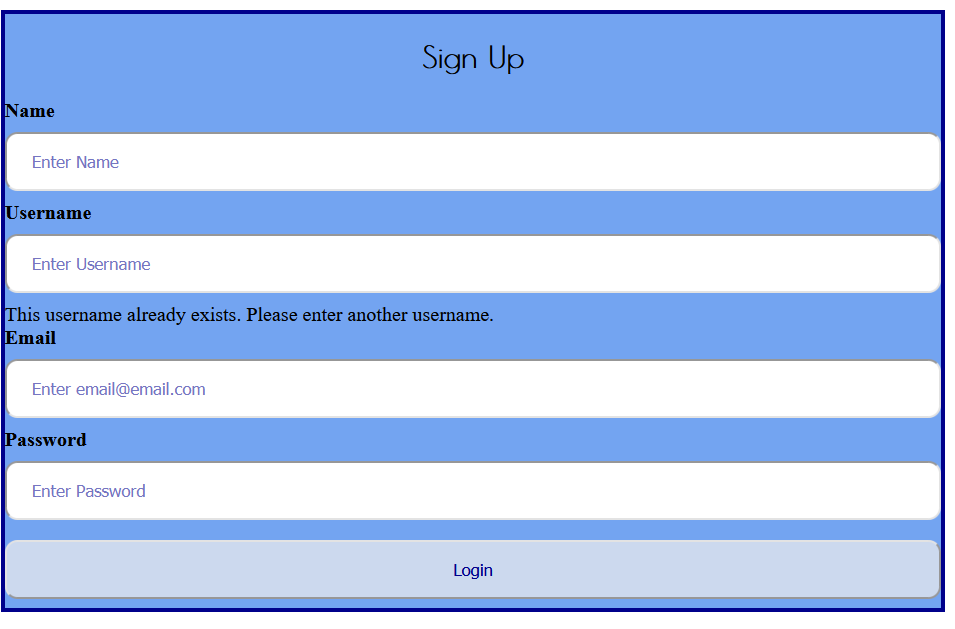 Sign Up
Name
Enter Name
Username
Enter Username
This username already exists. Please enter another username.
Email
Enter email@email.com
Password
Enter Password
Login